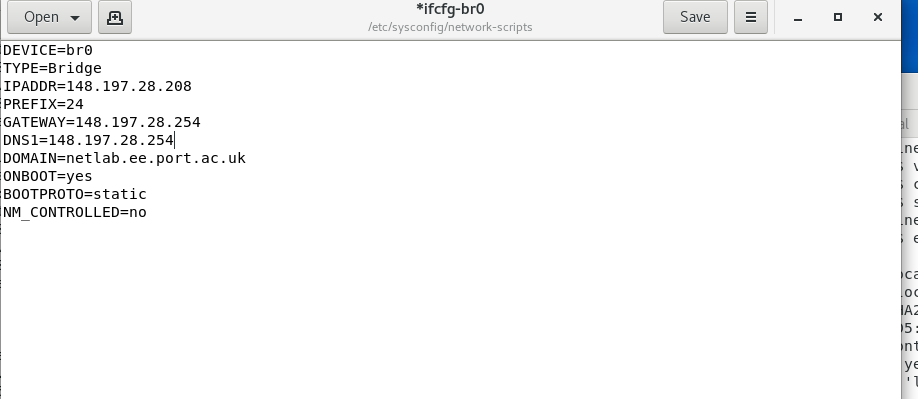 Open
*ifcfg-br0
/etc/sysconfig/network-scripts
Save
DEVICE=br0
TYPE=Bridge
IPADDR=148.197.28.208
PREFIX=24
GATEWAY=148.197.28.254
DNS1=148.197.28.254
DOMAIN=netlab.ee.port.ac.uk
ONBOOT=yes
BOOTPROTO=static
NM_CONTROLLED=no